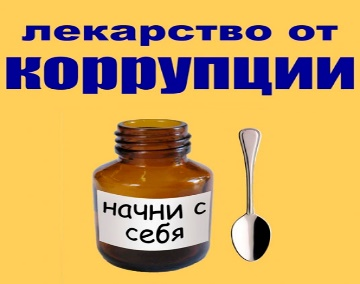 лекарство от
коррупции
начни с
себя